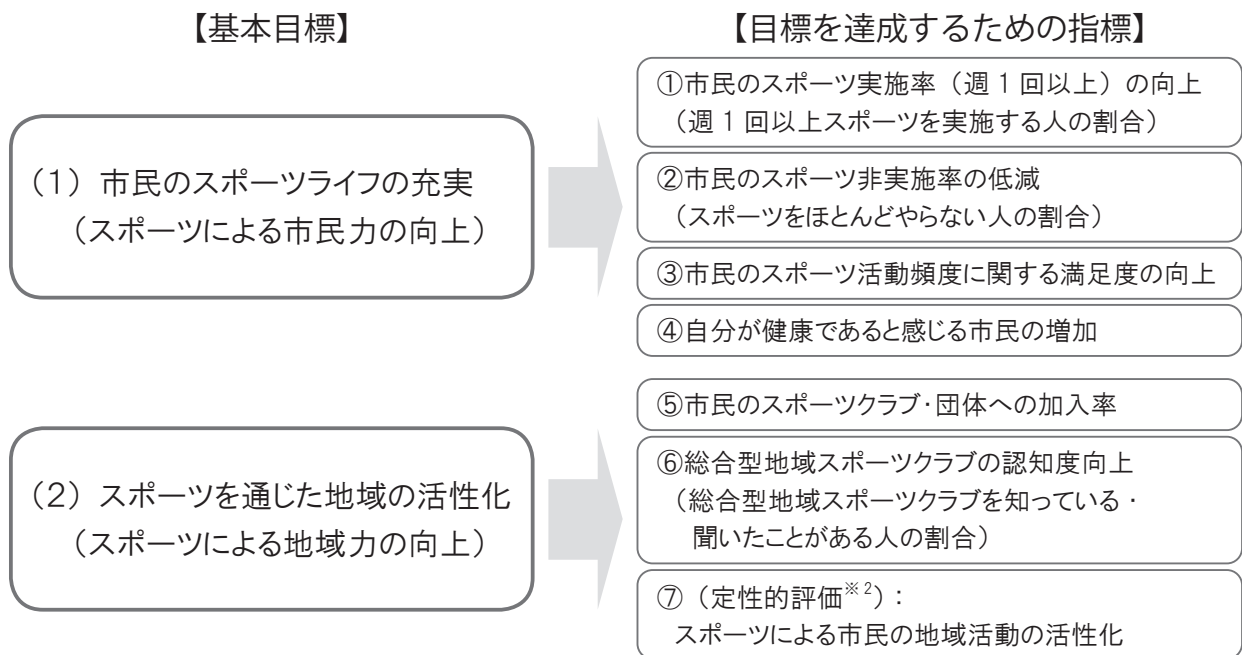 【基本目標】
【目標を達成するための指標】
(1) 市民のスポーツライフの充実
(スポーツによる市民力の向上)
①市民のスポーツ実施率(週1回以上)の向上
(週1回以上スポーツを実施する人の割合)
②市民のスポーツ非実施率の低減
(スポーツをほとんどやらない人の割合)
③市民のスポーツ活動頻度に関する満足度の向上
④自分が健康であると感じる市民の増加
(2) スポーツを通じた地域の活性化
(スポーツによる地域力の向上)
⑤市民のスポーツクラブ・団体への加入率
⑥総合型地域スポーツクラブの認知度向上
(総合型地域スポーツクラブを知っている・
聞いたことがある人の割合)
⑦(定性的評価※2):
スポーツによる市民の地域活動の活性化